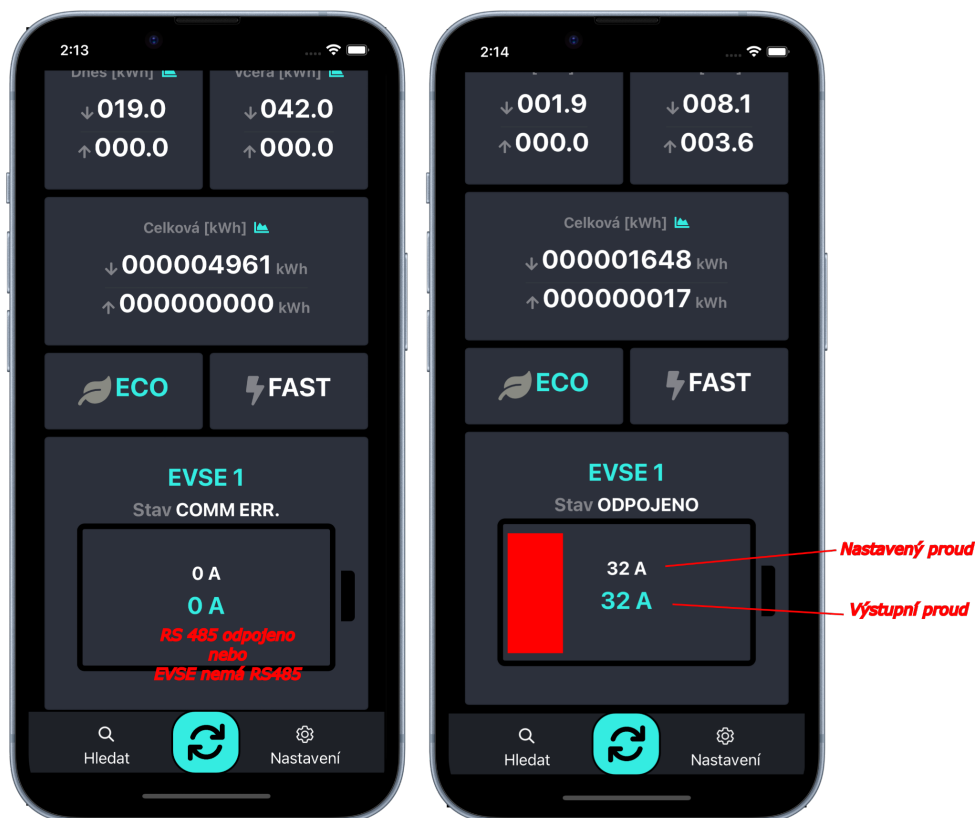 2:13
Dnes [kWh]
Včera [kWh]
↓019.0
↓042.0
↑000.0
↑000.0
Celková [kWh]
↓000004961 kWh
↑000000000 kWh
ECO
FAST
EVSE 1
Stav COMM ERR.
0 A
0 A
RS 485 odpojeno
nebo
EVSE nemá RS485
Hledat
Nastavení
2:14
↓001.9
↓008.1
↑000.0
↑003.6
Celková [kWh]
↓000001648 kWh
↑000000017 kWh
ECO
FAST
EVSE 1
Stav ODPOJENO
32 A
32 A
Nastavený proud
Výstupní proud
Hledat
Nastavení